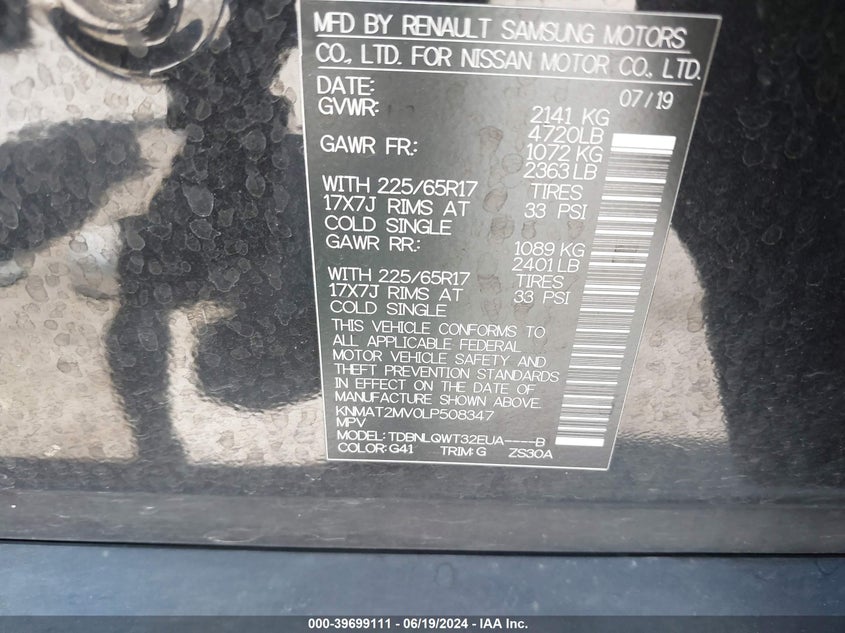 MFD BY RENAULT SAMSUNG MOTORS
CO., LTD. FOR NISSAN MOTOR CO., LTD.
DATE: 07/19
GVWR: 2141 KG
4720LB
GAWR FR.: 1072 KG
2363 LB
WITH 225/65R17 TIRES
17X7J RIMS AT 33 PSI
COLD SINGLE
GAWR RR.: 1089 KG
2401 LB
WITH 225/65R17 TIRES
17X7J RIMS AT 33 PSI
COLD SINGLE
THIS VEHICLE CONFORMS TO
ALL APPLICABLE FEDERAL
MOTOR VEHICLE SAFETY AND
THEFT PREVENTION STANDARDS
IN EFFECT ON THE DATE OF
MANUFACTURE SHOWN ABOVE.
KNMAT2MV0LP508347
MPV
MODEL: TDBNLQWT32EUA----B
COLOR: G41 TRIM: G ZS30A
000-39699111 - 06/19/2024 - IAA Inc.